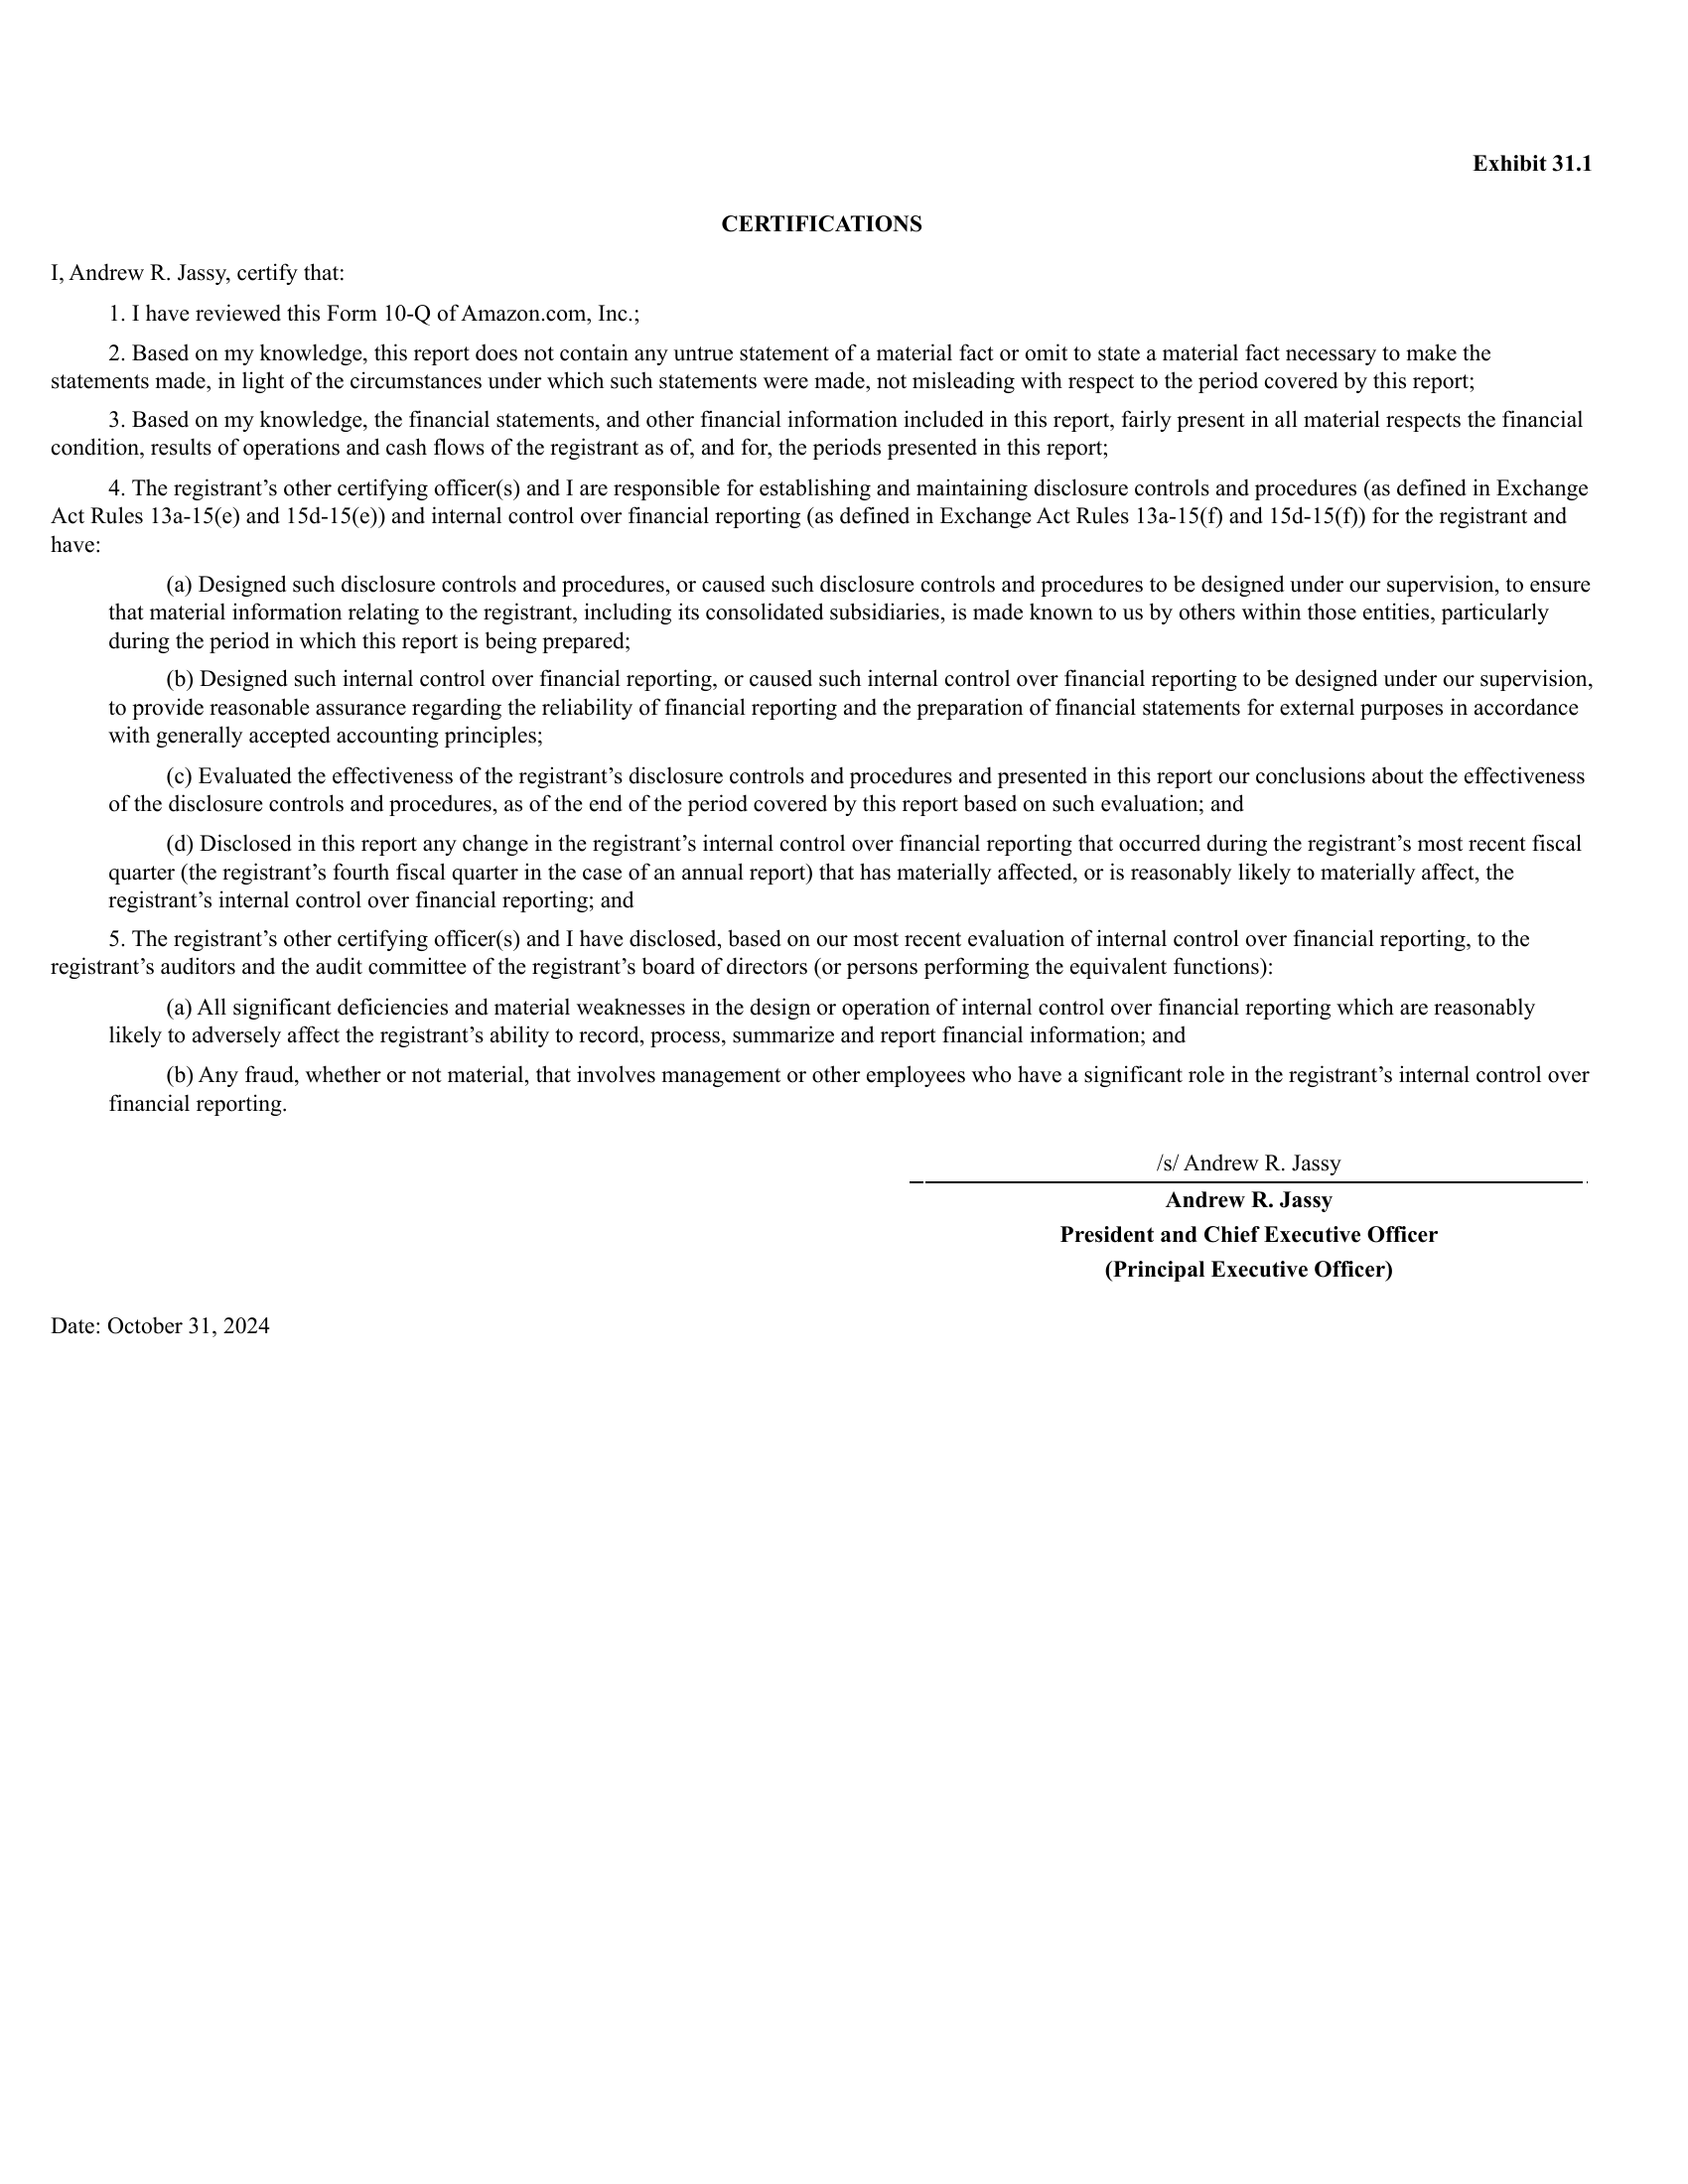 Exhibit 31.1
CERTIFICATIONS
I, Andrew R. Jassy, certify that:
1. I have reviewed this Form 10-Q of Amazon.com, Inc.;
2. Based on my knowledge, this report does not contain any untrue statement of a material fact or omit to state a material fact necessary to make the
statements made, in light of the circumstances under which such statements were made, not misleading with respect to the period covered by this report;
3. Based on my knowledge, the financial statements, and other financial information included in this report, fairly present in all material respects the financial
condition, results of operations and cash flows of the registrant as of, and for, the periods presented in this report;
4. The registrant’s other certifying officer(s) and I are responsible for establishing and maintaining disclosure controls and procedures (as defined in Exchange
Act Rules 13a-15(e) and 15d-15(e)) and internal control over financial reporting (as defined in Exchange Act Rules 13a-15(f) and 15d-15(f)) for the registrant and
have:
(a) Designed such disclosure controls and procedures, or caused such disclosure controls and procedures to be designed under our supervision, to ensure
that material information relating to the registrant, including its consolidated subsidiaries, is made known to us by others within those entities, particularly
during the period in which this report is being prepared;
(b) Designed such internal control over financial reporting, or caused such internal control over financial reporting to be designed under our supervision,
to provide reasonable assurance regarding the reliability of financial reporting and the preparation of financial statements for external purposes in accordance
with generally accepted accounting principles;
(c) Evaluated the effectiveness of the registrant’s disclosure controls and procedures and presented in this report our conclusions about the effectiveness
of the disclosure controls and procedures, as of the end of the period covered by this report based on such evaluation; and
(d) Disclosed in this report any change in the registrant’s internal control over financial reporting that occurred during the registrant’s most recent fiscal
quarter (the registrant’s fourth fiscal quarter in the case of an annual report) that has materially affected, or is reasonably likely to materially affect, the
registrant’s internal control over financial reporting; and
5. The registrant’s other certifying officer(s) and I have disclosed, based on our most recent evaluation of internal control over financial reporting, to the
registrant’s auditors and the audit committee of the registrant’s board of directors (or persons performing the equivalent functions):
(a) All significant deficiencies and material weaknesses in the design or operation of internal control over financial reporting which are reasonably
likely to adversely affect the registrant’s ability to record, process, summarize and report financial information; and
(b) Any fraud, whether or not material, that involves management or other employees who have a significant role in the registrant’s internal control over
financial reporting.
/s/ Andrew R. Jassy
Andrew R. Jassy
President and Chief Executive Officer
(Principal Executive Officer)
Date: October 31, 2024